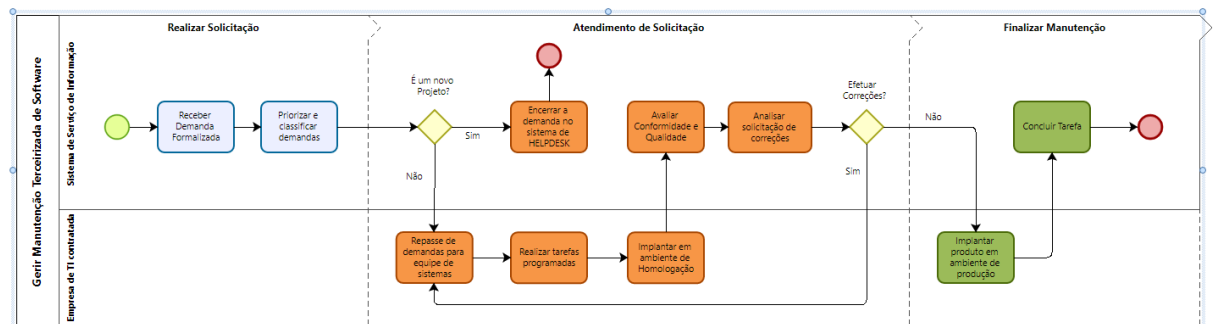 Gerir Manutenção Terceirizada de Software
Realizar Solicitação
Atendimento de Solicitação
Finalizar Manutenção
Sistema de Serviço de Informação
Receber
Demanda
Formalizada
Priorizar e
classificar
demandas
É um novo
Projeto?
Sim
Não
Encerrar a
demanda no
sistema de
HELPDESK
Avaliar
Conformidade e
Qualidade
Analisar
solicitação de
correções
Efetuar
Correções?
Não
Sim
Concluir Tarefa
Empresa de TI contratada
Repasse de
demandas para
equipe de
sistemas
Realizar tarefas
programadas
Implantar em
ambiente de
Homologação
Implantar
produto em
ambiente de
produção